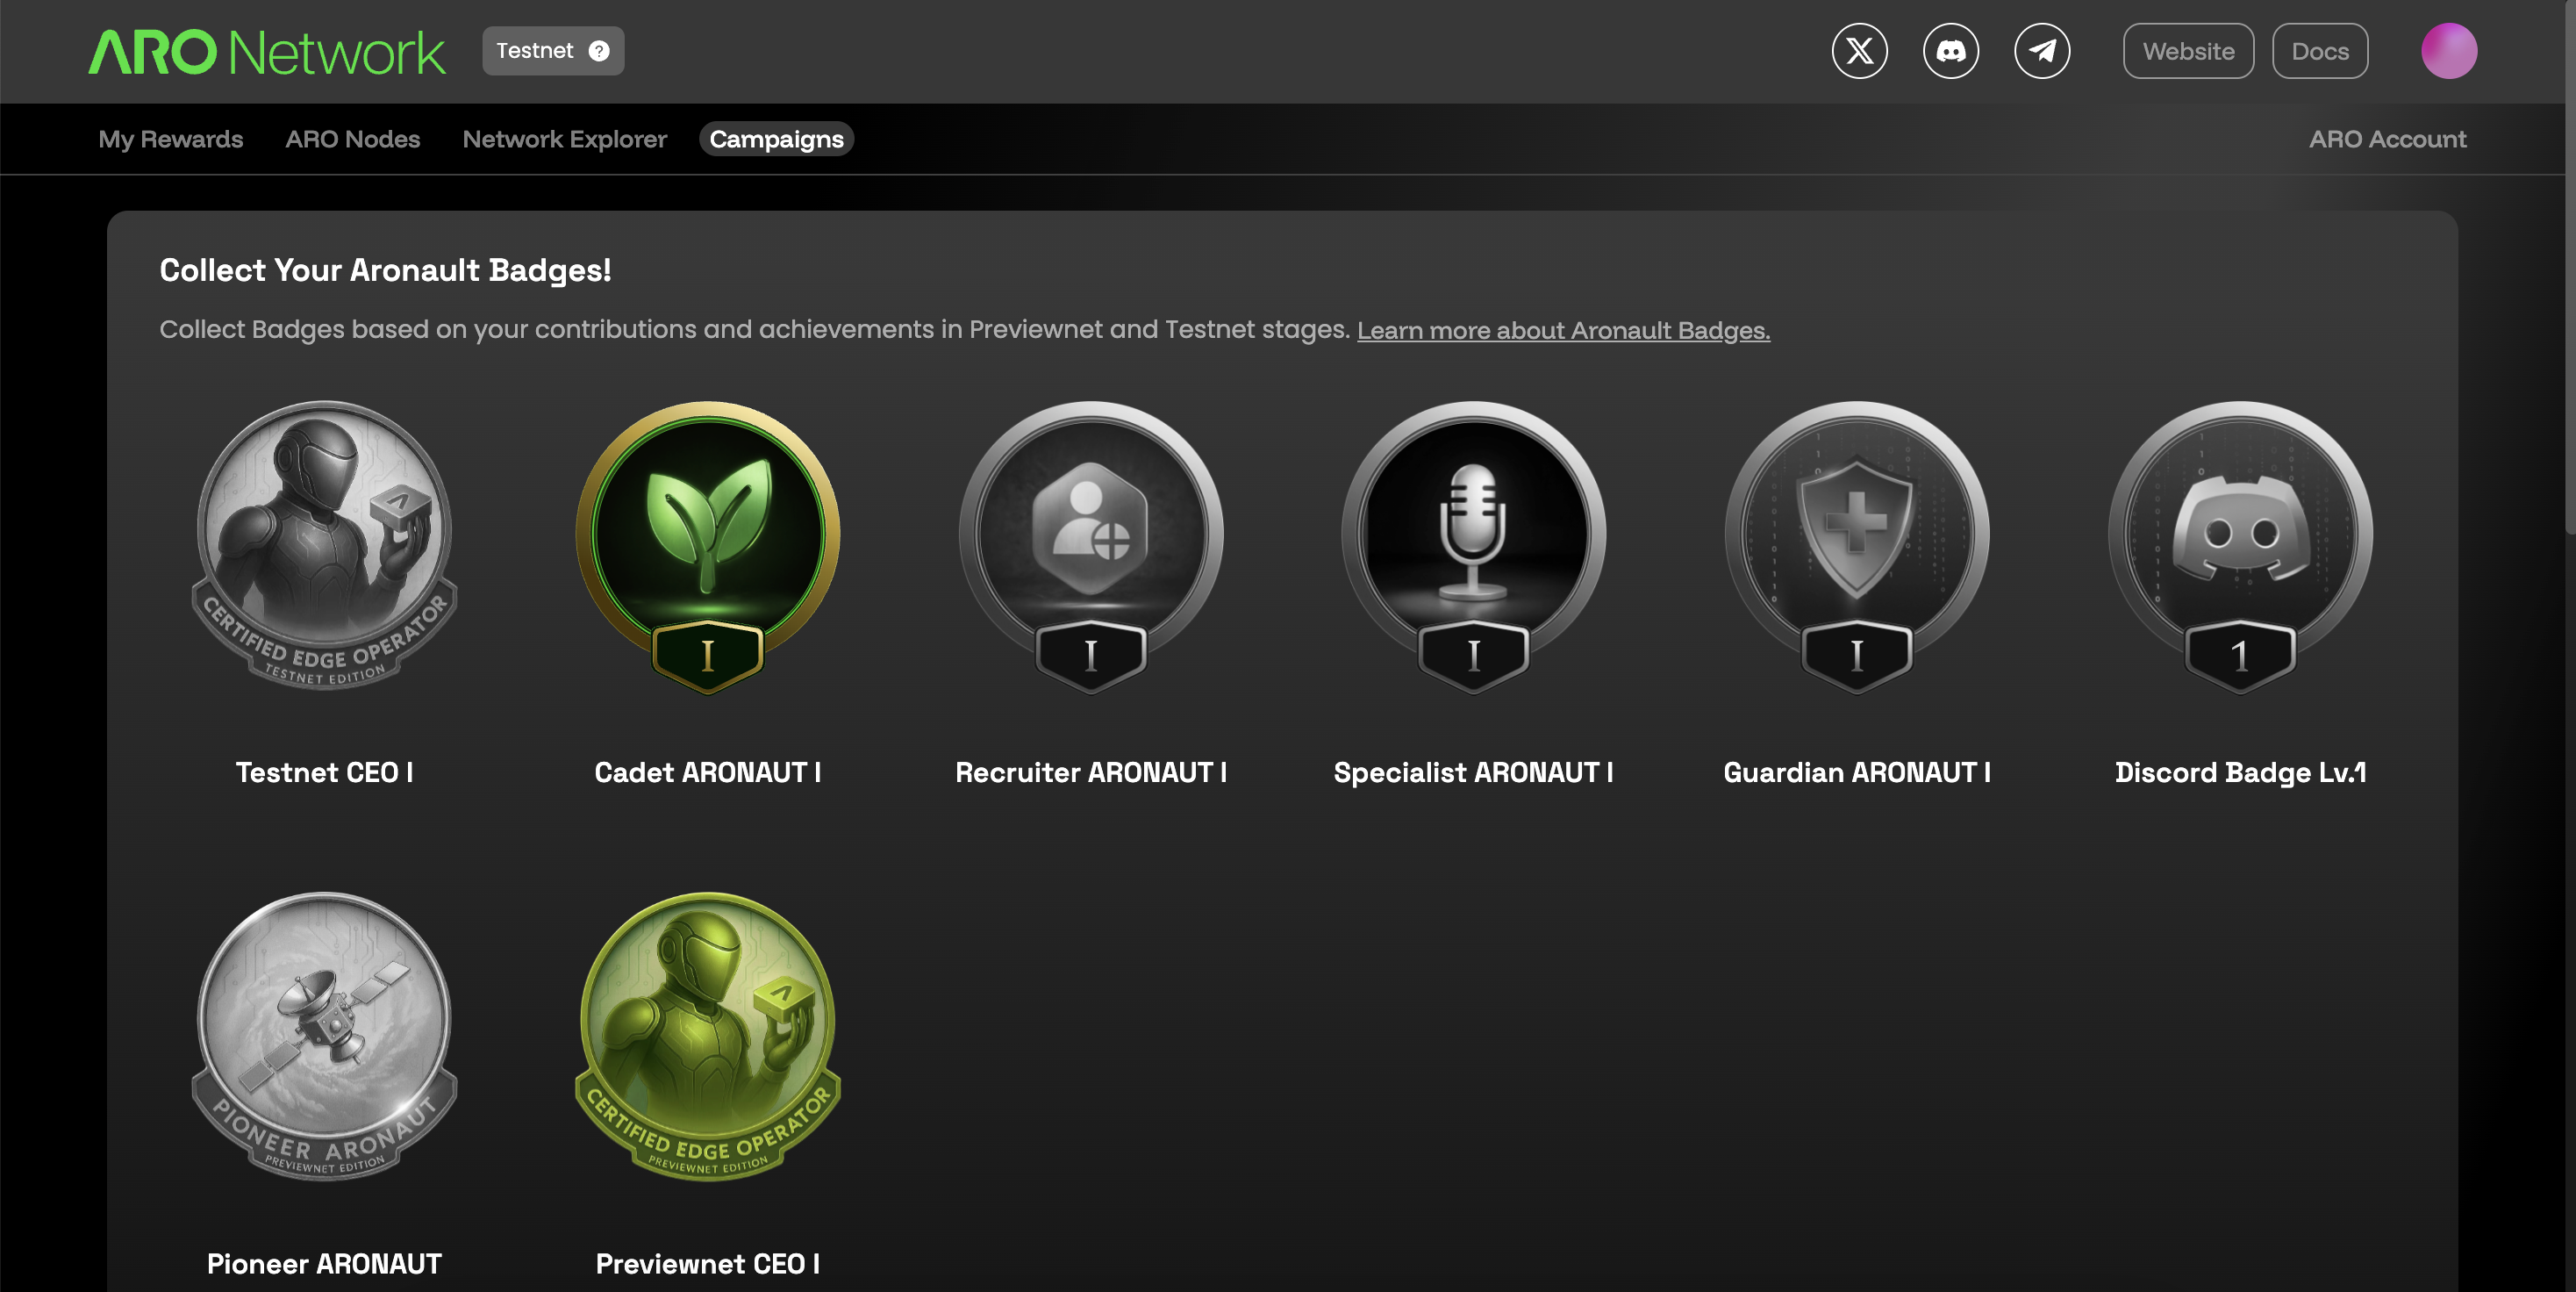 ARO Network
Testnet ?
Website
Docs
My Rewards
ARO Nodes
Network Explorer
Campaigns
ARO Account
Collect Your Aronault Badges!
Collect Badges based on your contributions and achievements in Previewnet and Testnet stages. Learn more about Aronault Badges.
CERTIFIED EDGE OPERATOR
TESTNET EDITION
I
I
I
I
1
Testnet CEO I
Cadet ARONAUT I
Recruiter ARONAUT I
Specialist ARONAUT I
Guardian ARONAUT I
Discord Badge Lv.1
PIONEER ARONAUT
PREVIEWNET EDITION
CERTIFIED EDGE OPERATOR
PREVIEWNET EDITION
Pioneer ARONAUT
Previewnet CEO I